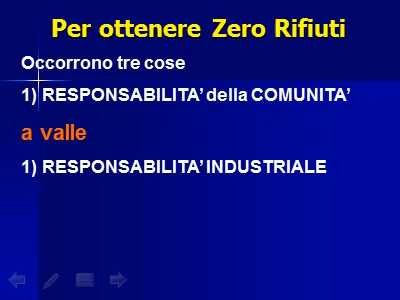 Per ottenere Zero Rifiuti
Occorrono tre cose
1) RESPONSABILITA’ della COMUNITA’
a valle
1) RESPONSABILITA’ INDUSTRIALE